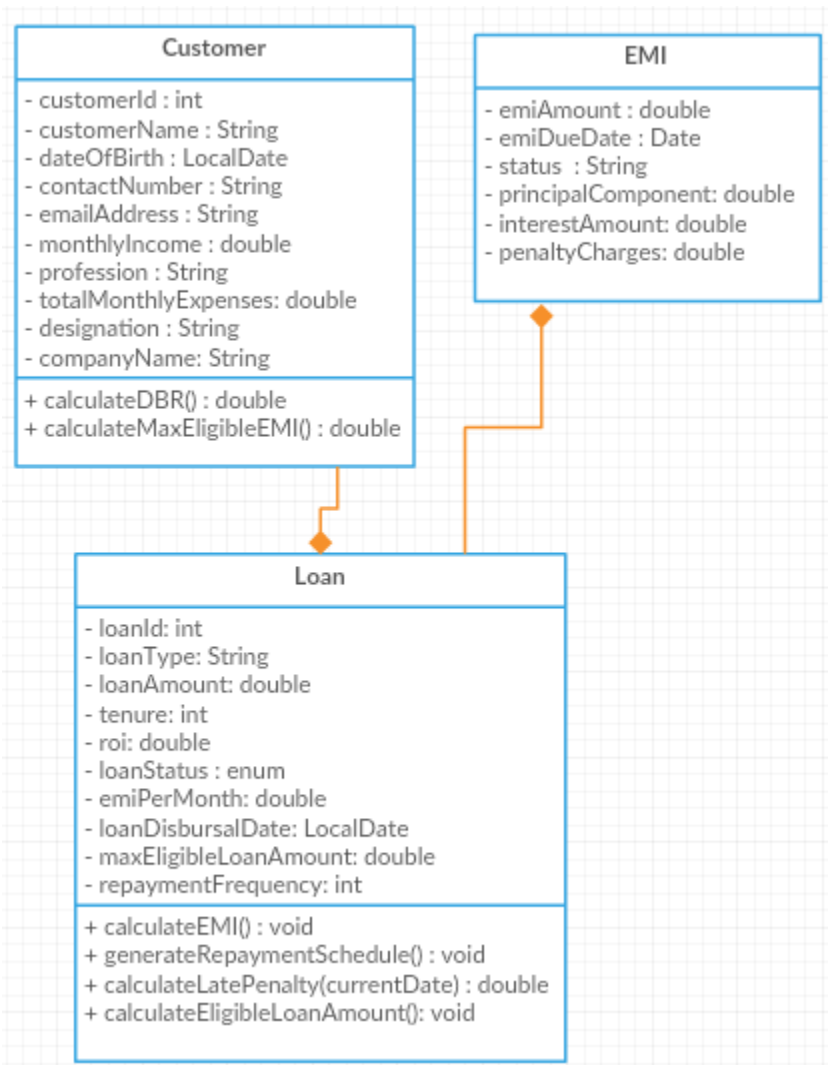 Customer
- customerId : int
- customerName : String
- dateOfBirth : LocalDate
- contactNumber : String
- emailAddress : String
- monthlyIncome : double
- profession : String
- totalMonthlyExpenses: double
- designation : String
- companyName: String
+ calculateDBR() : double
+ calculateMaxEligibleEMI() : double
EMI
- emiAmount : double
- emiDueDate : Date
- status  : String
- principalComponent: double
- interestAmount: double
- penaltyCharges: double
Loan
- loanId: int
- loanType: String
- loanAmount: double
- tenure: int
- roi: double
- loanStatus : enum
- emiPerMonth: double
- loanDisbursalDate: LocalDate
- maxEligibleLoanAmount: double
- repaymentFrequency: int
+ calculateEMI() : void
+ generateRepaymentSchedule() : void
+ calculateLatePenalty(currentDate) : double
+ calculateEligibleLoanAmount(): void